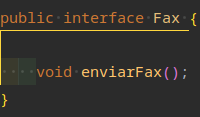 public interface Fax {
void enviarFax();
}